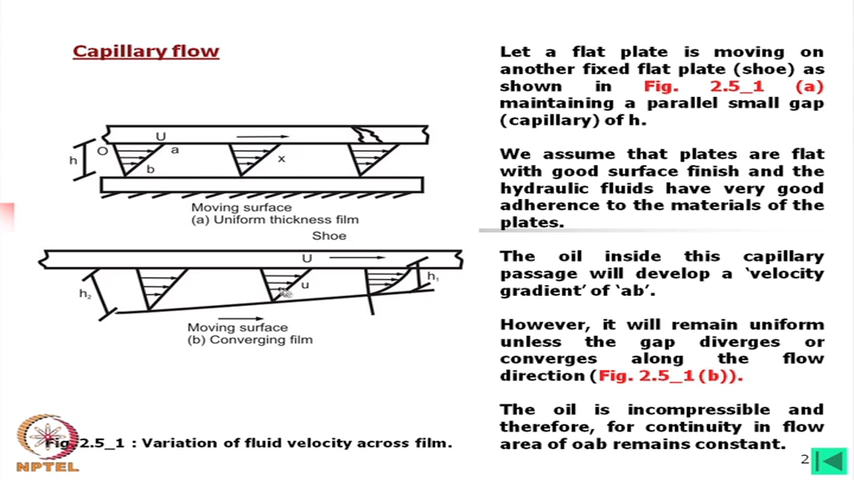 Capillary flow
U
O
a
h
b
x
Moving surface
(a) Uniform thickness film
Shoe
U
h₂
u
h₁
Moving surface
(b) Converging film
Fig. 2.5_1 : Variation of fluid velocity across film.
NPTEL
Let a flat plate is moving on
another fixed flat plate (shoe) as
shown in Fig. 2.5_1 (a)
maintaining a parallel small gap
(capillary) of h.
We assume that plates are flat
with good surface finish and the
hydraulic fluids have very good
adherence to the materials of the
plates.
The oil inside this capillary
passage will develop a ‘velocity
gradient’ of ‘ab’.
However, it will remain uniform
unless the gap diverges or
converges along the flow
direction (Fig. 2.5_1 (b)).
The oil is incompressible and
therefore, for continuity in flow
area of oab remains constant.
2